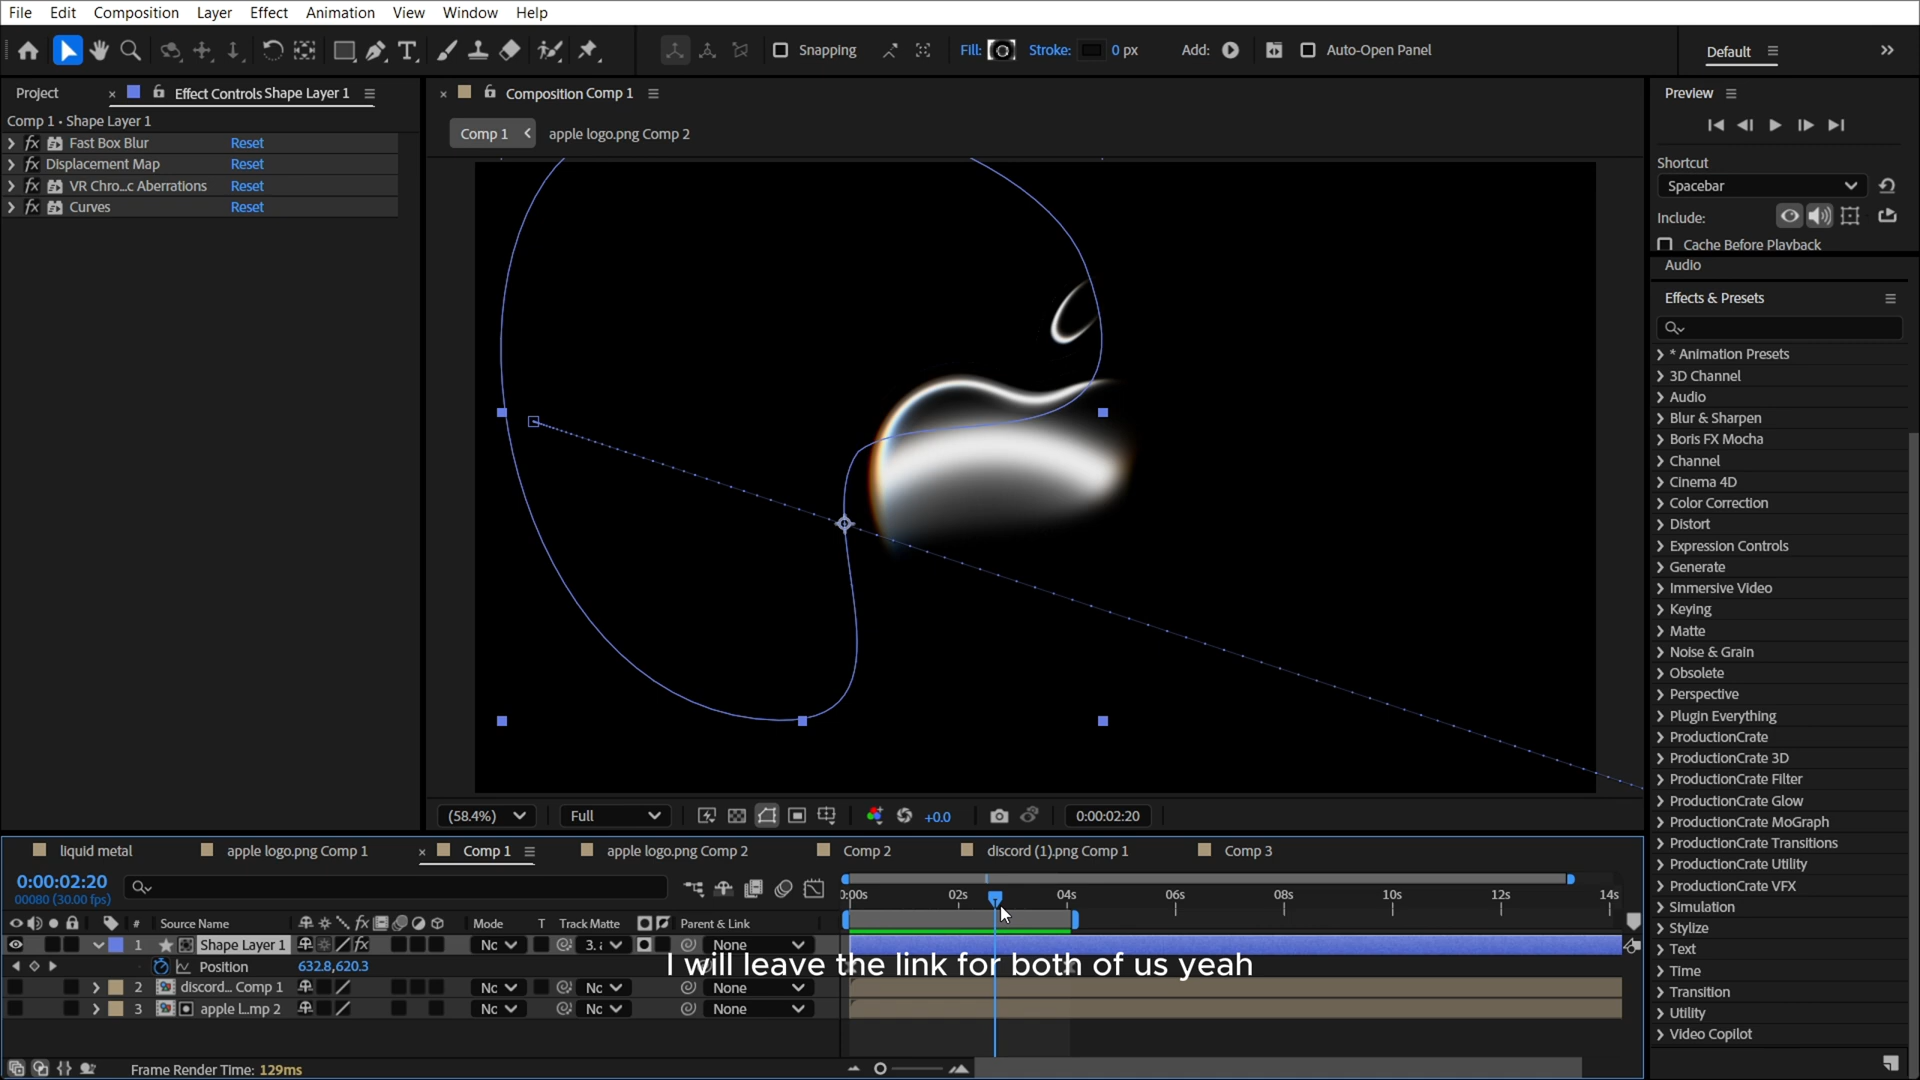 File Edit Composition Layer Effect Animation View Window Help
Snapping Fill: Stroke: 0 px Add: Auto-Open Panel Default
Project Effect Controls Shape Layer 1 Composition Comp 1 Preview
Comp 1 • Shape Layer 1
Fast Box Blur Reset
Displacement Map Reset
VR Chro...c Aberrations Reset
Curves Reset
Comp 1 apple logo.png Comp 2
(58.4%) Full +0.0 0:00:02:20
Shortcut
Spacebar
Include:
Cache Before Playback
Audio
Effects & Presets
* Animation Presets
3D Channel
Audio
Blur & Sharpen
Boris FX Mocha
Channel
Cinema 4D
Color Correction
Distort
Expression Controls
Generate
Immersive Video
Keying
Matte
Noise & Grain
Obsolete
Perspective
Plugin Everything
ProductionCrate
ProductionCrate 3D
ProductionCrate Filter
ProductionCrate Glow
ProductionCrate MoGraph
ProductionCrate Transitions
ProductionCrate Utility
ProductionCrate VFX
Simulation
Stylize
Text
Time
Transition
Utility
Video Copilot
liquid metal apple logo.png Comp 1 Comp 1 apple logo.png Comp 2 Comp 2 discord (1).png Comp 1 Comp 3
0:00:02:20
00080 (30.00 fps)
0:00s 02s 04s 06s 08s 10s 12s 14s
# Source Name fx Mode T Track Matte Parent & Link
1 Shape Layer 1 fx Nc 3. None
Position 632.8,620.3
I will leave the link for both of us yeah
2 discord... Comp 1 Nc Nc None
3 apple l...mp 2 Nc Nc None
Frame Render Time: 129ms